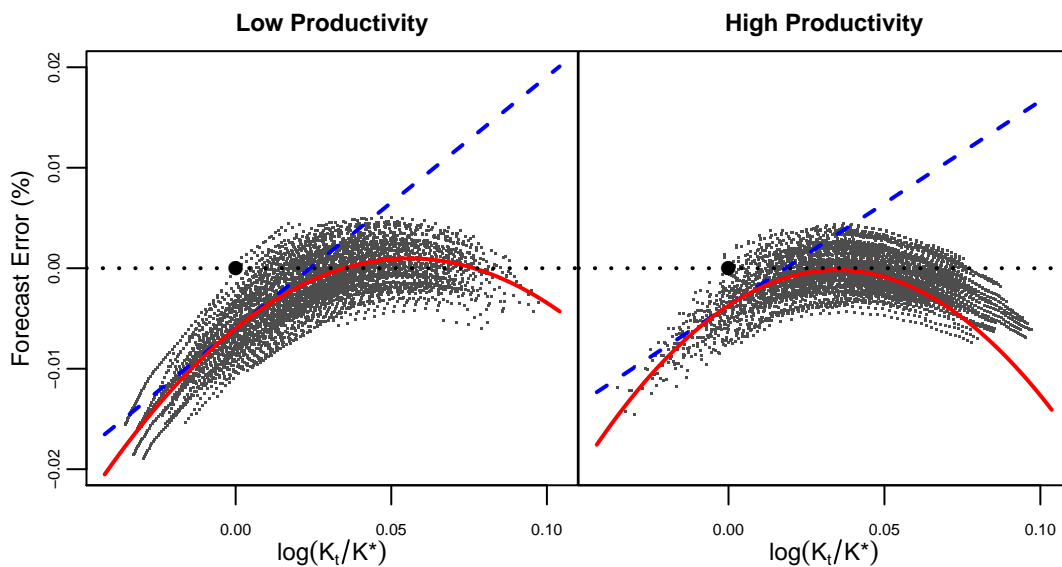 Low Productivity
High Productivity
Forecast Error (%)
0.02
0.01
0.00
−0.01
−0.02
0.00
0.05
0.10
0.00
0.05
0.10
log(Kt/K*)
log(Kt/K*)